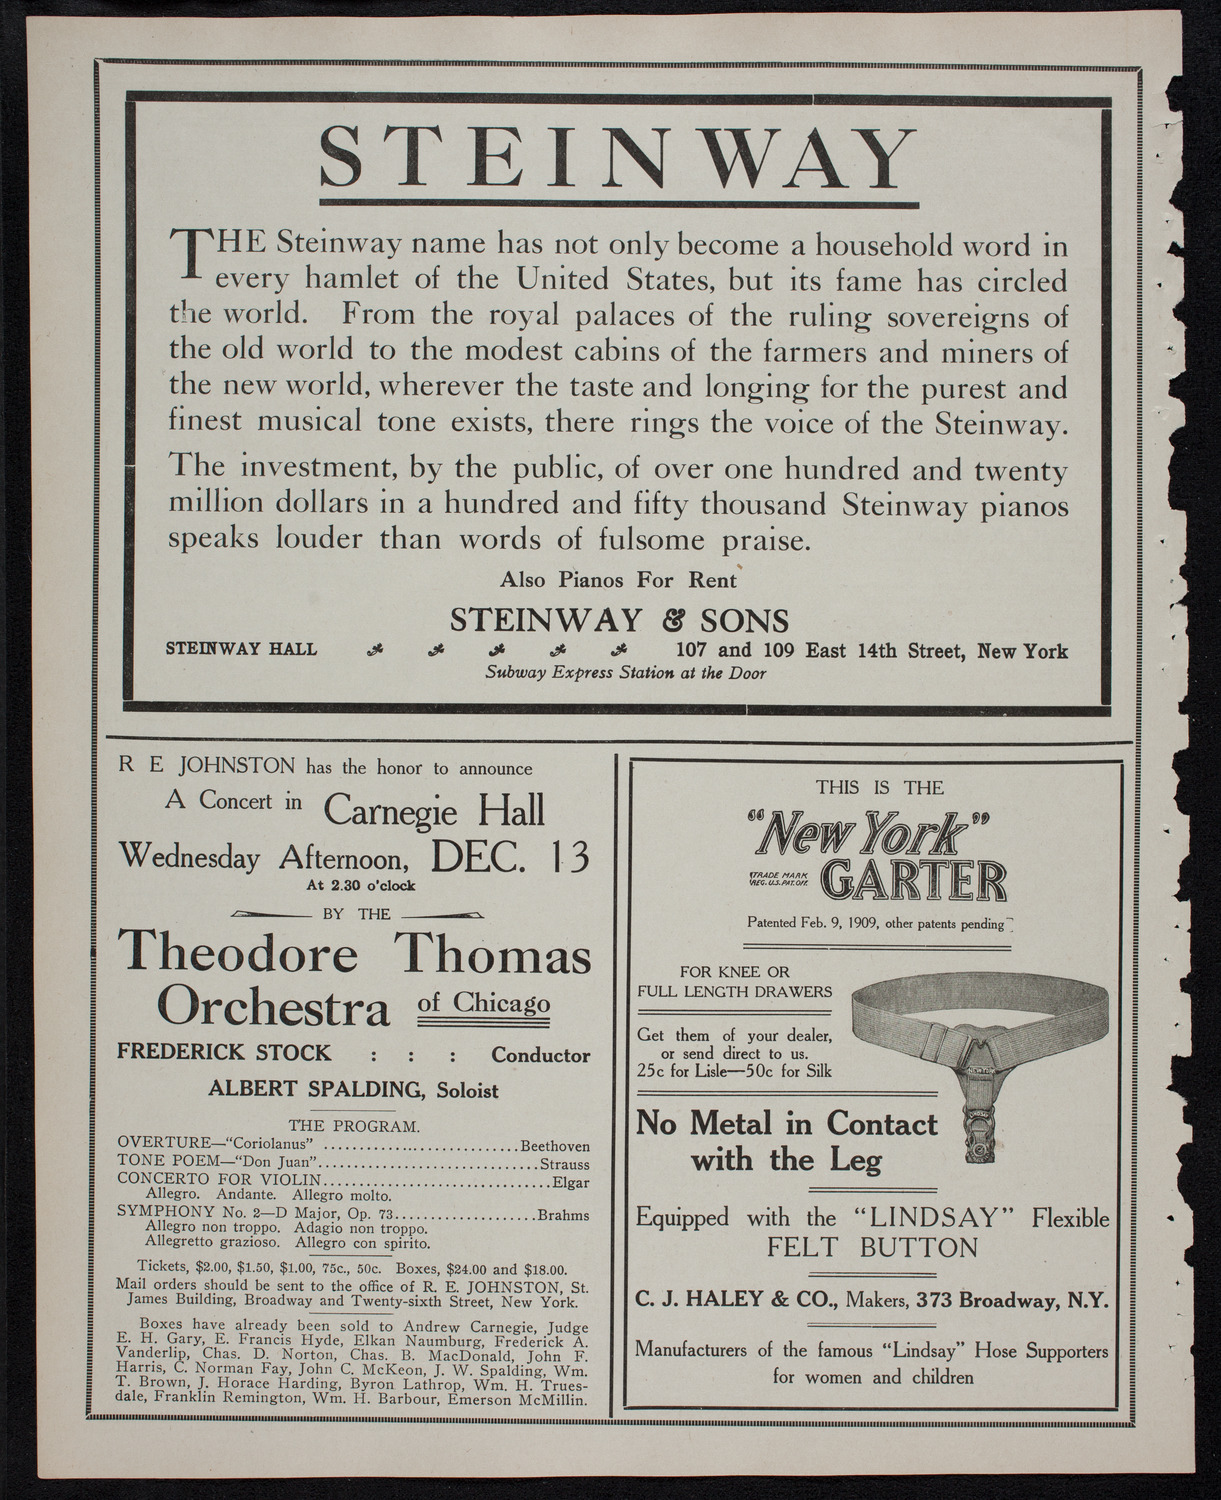 STEINWAY
THE Steinway name has not only become a household word in
every hamlet of the United States, but its fame has circled
the world. From the royal palaces of the ruling sovereigns of
the old world to the modest cabins of the farmers and miners of
the new world, wherever the taste and longing for the purest and
finest musical tone exists, there rings the voice of the Steinway.
The investment, by the public, of over one hundred and twenty
million dollars in a hundred and fifty thousand Steinway pianos
speaks louder than words of fulsome praise.
Also Pianos For Rent
STEINWAY & SONS
STEINWAY HALL 107 and 109 East 14th Street, New York
Subway Express Station at the Door
R E JOHNSTON has the honor to announce
A Concert in Carnegie Hall
Wednesday Afternoon, DEC. 13
At 2.30 o'clock
BY THE
Theodore Thomas
Orchestra of Chicago
FREDERICK STOCK : : : Conductor
ALBERT SPALDING, Soloist
THE PROGRAM.
OVERTURE—"Coriolanus" ................................Beethoven
TONE POEM—"Don Juan"................................Strauss
CONCERTO FOR VIOLIN................................Elgar
Allegro. Andante. Allegro molto.
SYMPHONY No. 2—D Major, Op. 73....................Brahms
Allegro non troppo. Adagio non troppo.
Allegretto grazioso. Allegro con spirito.
Tickets, $2.00, $1.50, $1.00, 75c., 50c. Boxes, $24.00 and $18.00.
Mail orders should be sent to the office of R. E. JOHNSTON, St.
James Building, Broadway and Twenty-sixth Street, New York.
Boxes have already been sold to Andrew Carnegie, Judge
E. H. Gary, E. Francis Hyde, Elkan Naumburg, Frederick A.
Vanderlip, Chas. D. Norton, Chas. B. MacDonald, John F.
Harris, C. Norman Fay, John C. McKeon, J. W. Spalding, Wm.
T. Brown, J. Horace Harding, Byron Lathrop, Wm. H. Trues-
dale, Franklin Remington, Wm. H. Barbour, Emerson McMillin.
THIS IS THE
"New York"
TRADE MARK
REG. U.S. PAT. OFF.
GARTER
Patented Feb. 9, 1909, other patents pending
FOR KNEE OR
FULL LENGTH DRAWERS
Get them of your dealer,
or send direct to us.
25c for Lisle—50c for Silk
No Metal in Contact
with the Leg
Equipped with the "LINDSAY" Flexible
FELT BUTTON
C. J. HALEY & CO., Makers, 373 Broadway, N.Y.
Manufacturers of the famous "Lindsay" Hose Supporters
for women and children